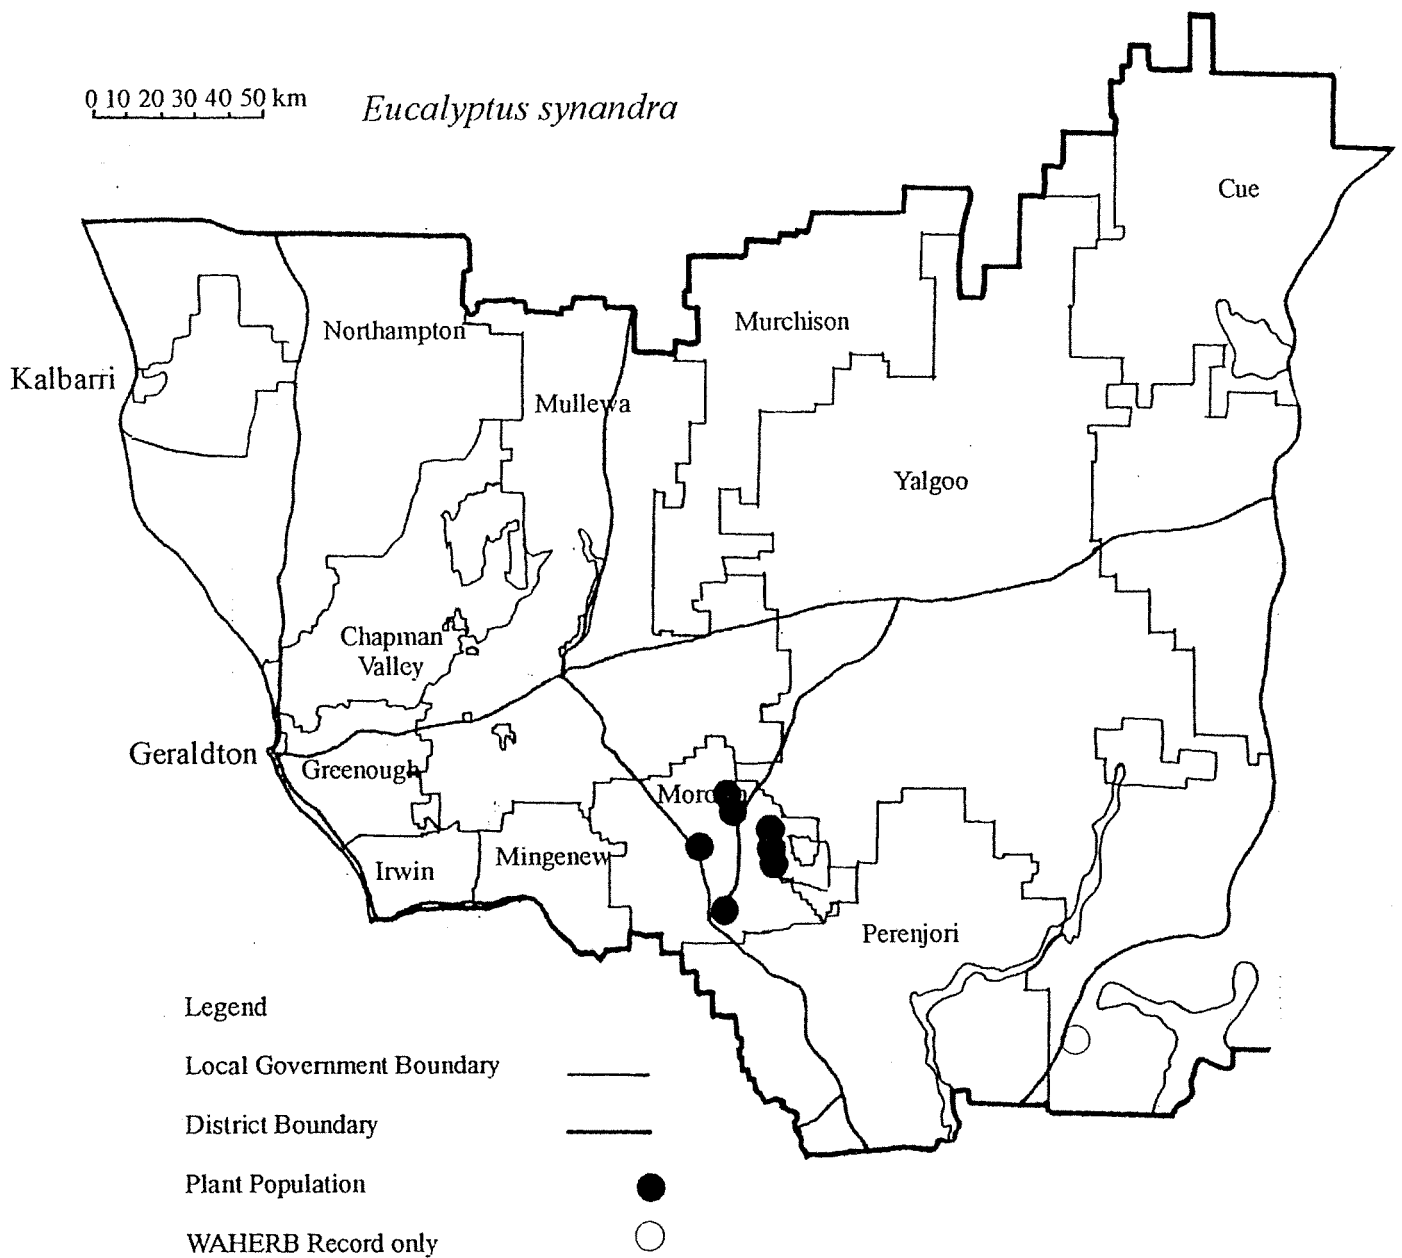 0 10 20 30 40 50 km
Eucalyptus synandra
Cue
Northampton
Murchison
Kalbarri
Mullewa
Yalgoo
Chapman
Valley
Geraldton
Greenough
Irwin
Mingenew
Perenjori
Legend
Local Government Boundary
District Boundary
Plant Population
WAHERB Record only